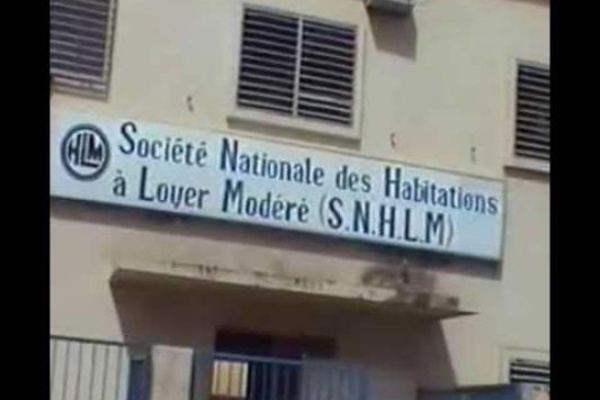 HLM
Société Nationale des Habitations
à Loyer Modéré (S.N.H.L.M)